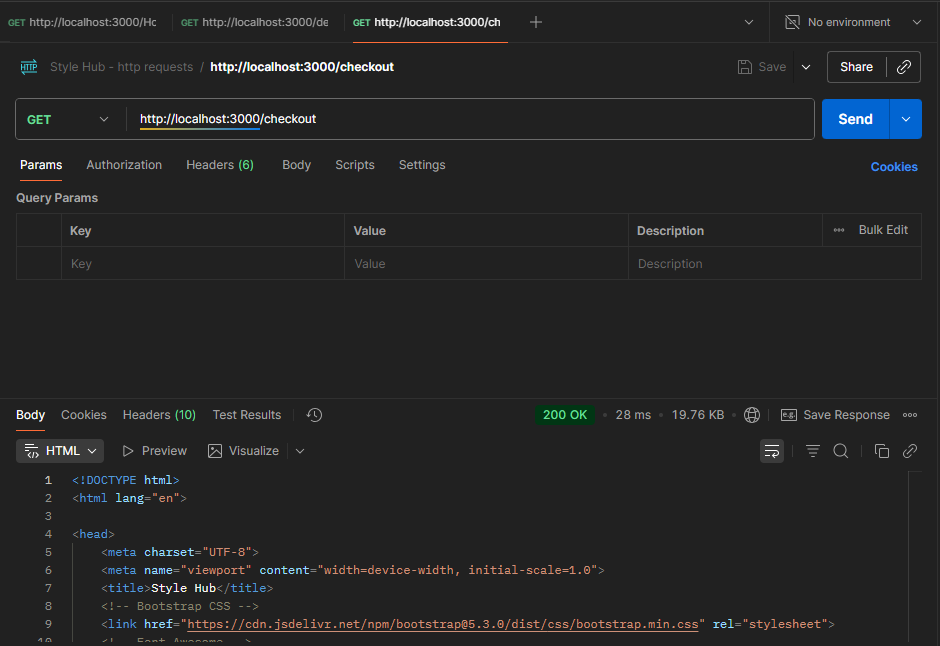 GET http://localhost:3000/Hc GET http://localhost:3000/de GET http://localhost:3000/ch No environment
HTTP Style Hub - http requests / http://localhost:3000/checkout Save Share
GET http://localhost:3000/checkout Send
Params Authorization Headers (6) Body Scripts Settings Cookies
Query Params
Key Value Description Bulk Edit
Key Value Description
Body Cookies Headers (10) Test Results 200 OK 28 ms 19.76 KB e.g. Save Response
HTML Preview Visualize
1 <!DOCTYPE html>
2 <html lang="en">
3
4 <head>
5 <meta charset="UTF-8">
6 <meta name="viewport" content="width=device-width, initial-scale=1.0">
7 <title>Style Hub</title>
8 <!-- Bootstrap CSS -->
9 <link href="https://cdn.jsdelivr.net/npm/bootstrap@5.3.0/dist/css/bootstrap.min.css" rel="stylesheet">
10 <!-- Font Awesome -->